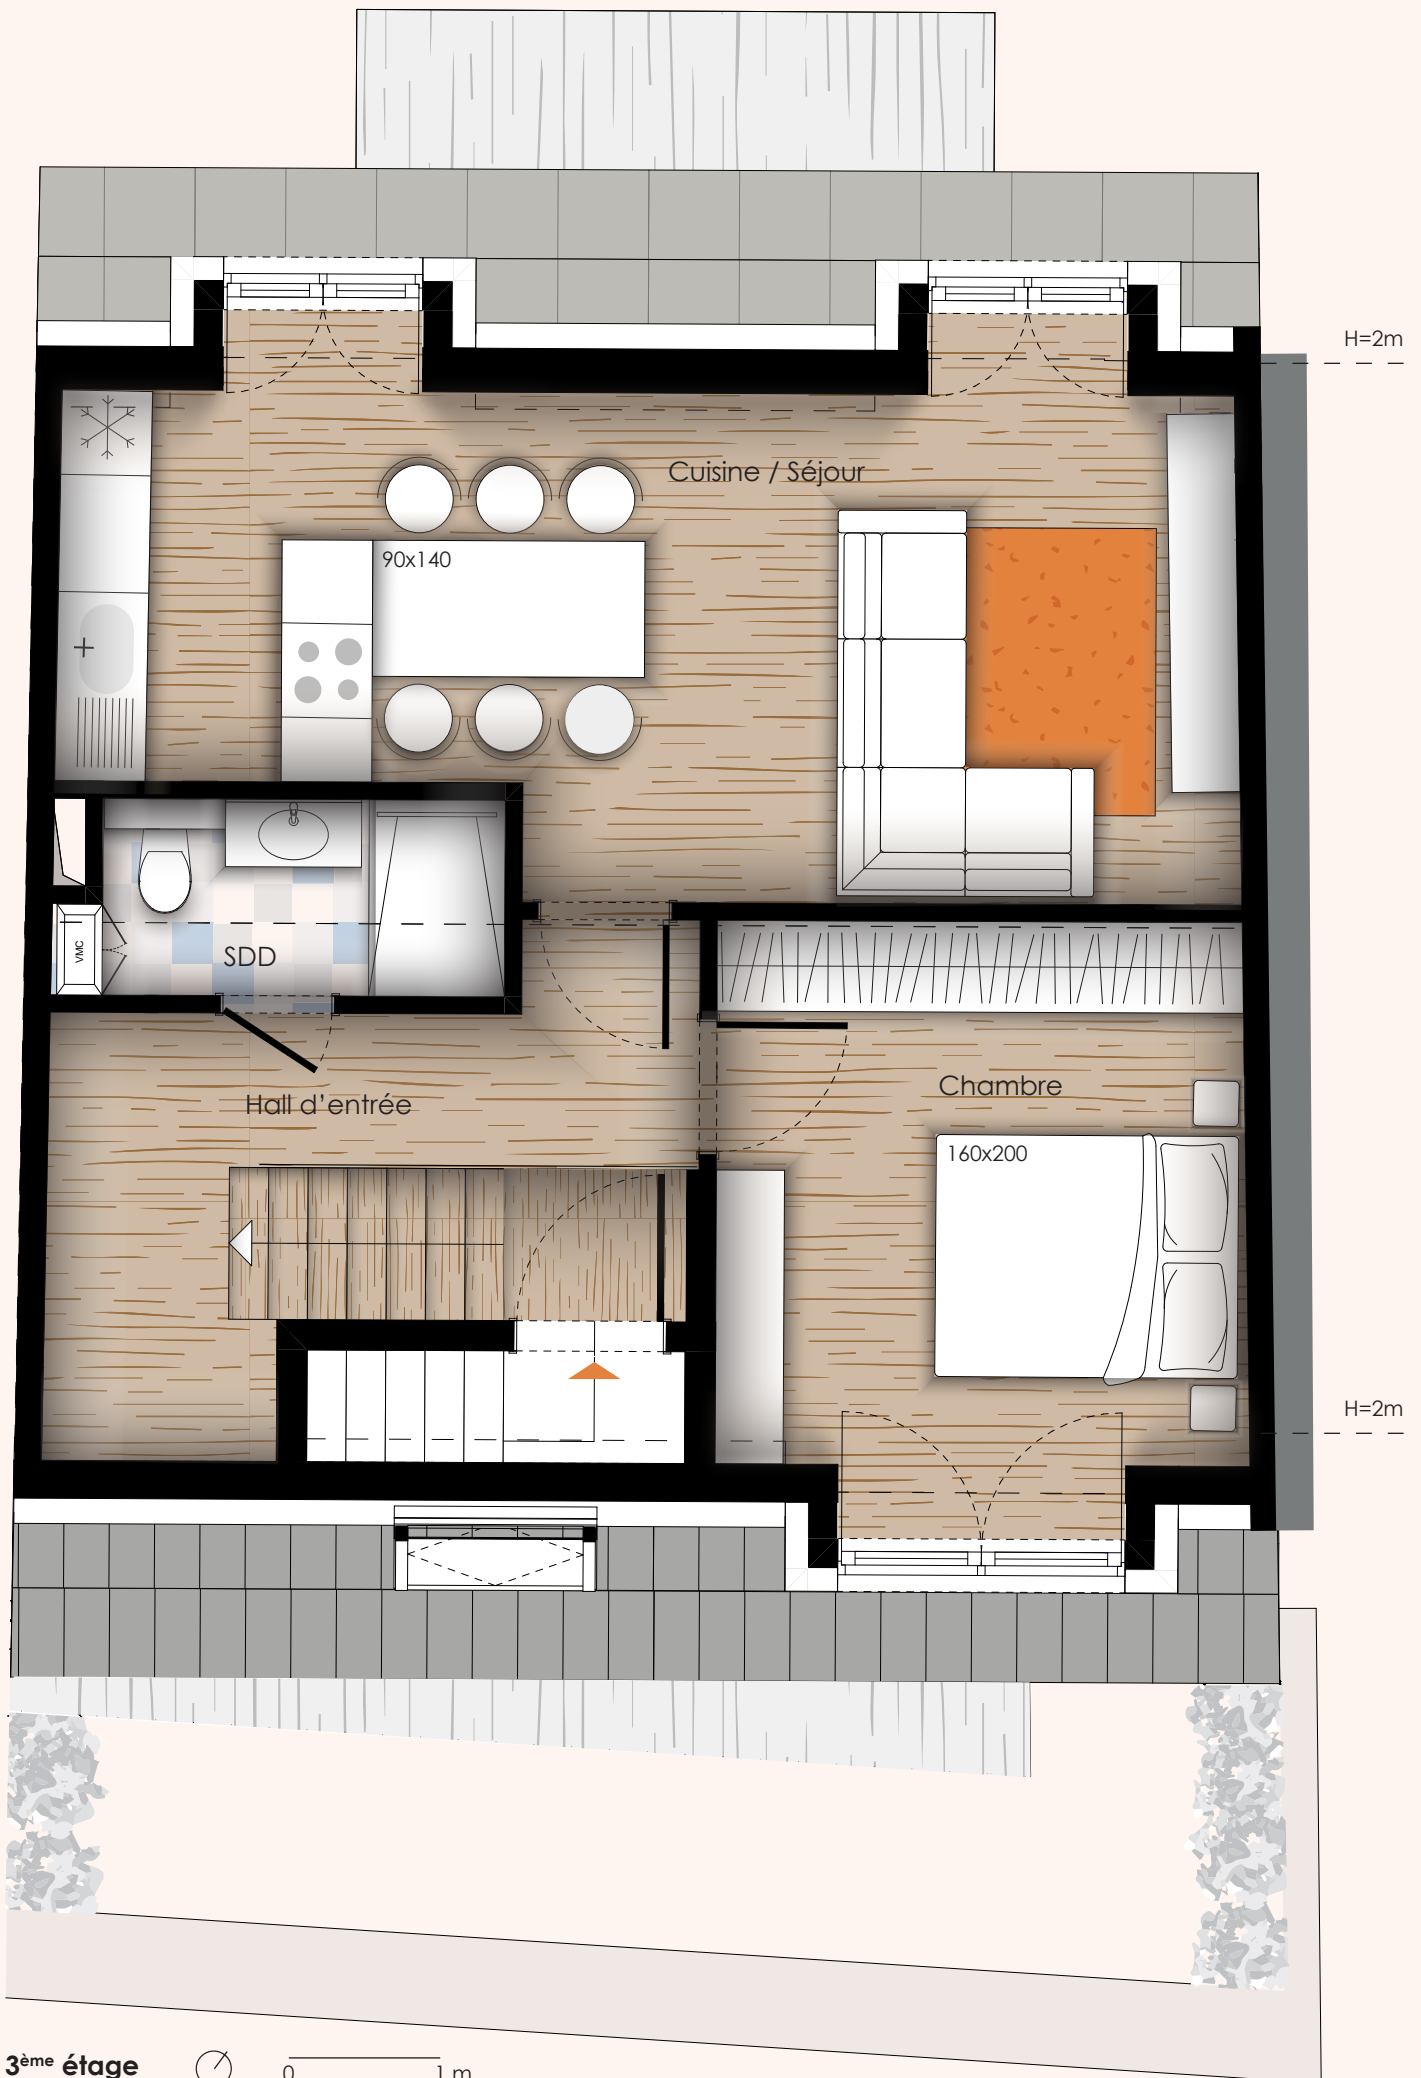 H=2m
Cuisine / Séjour
90x140
VMC
SDD
Chambre
Hall d’entrée
160x200
H=2m
3ème étage
0 1 m